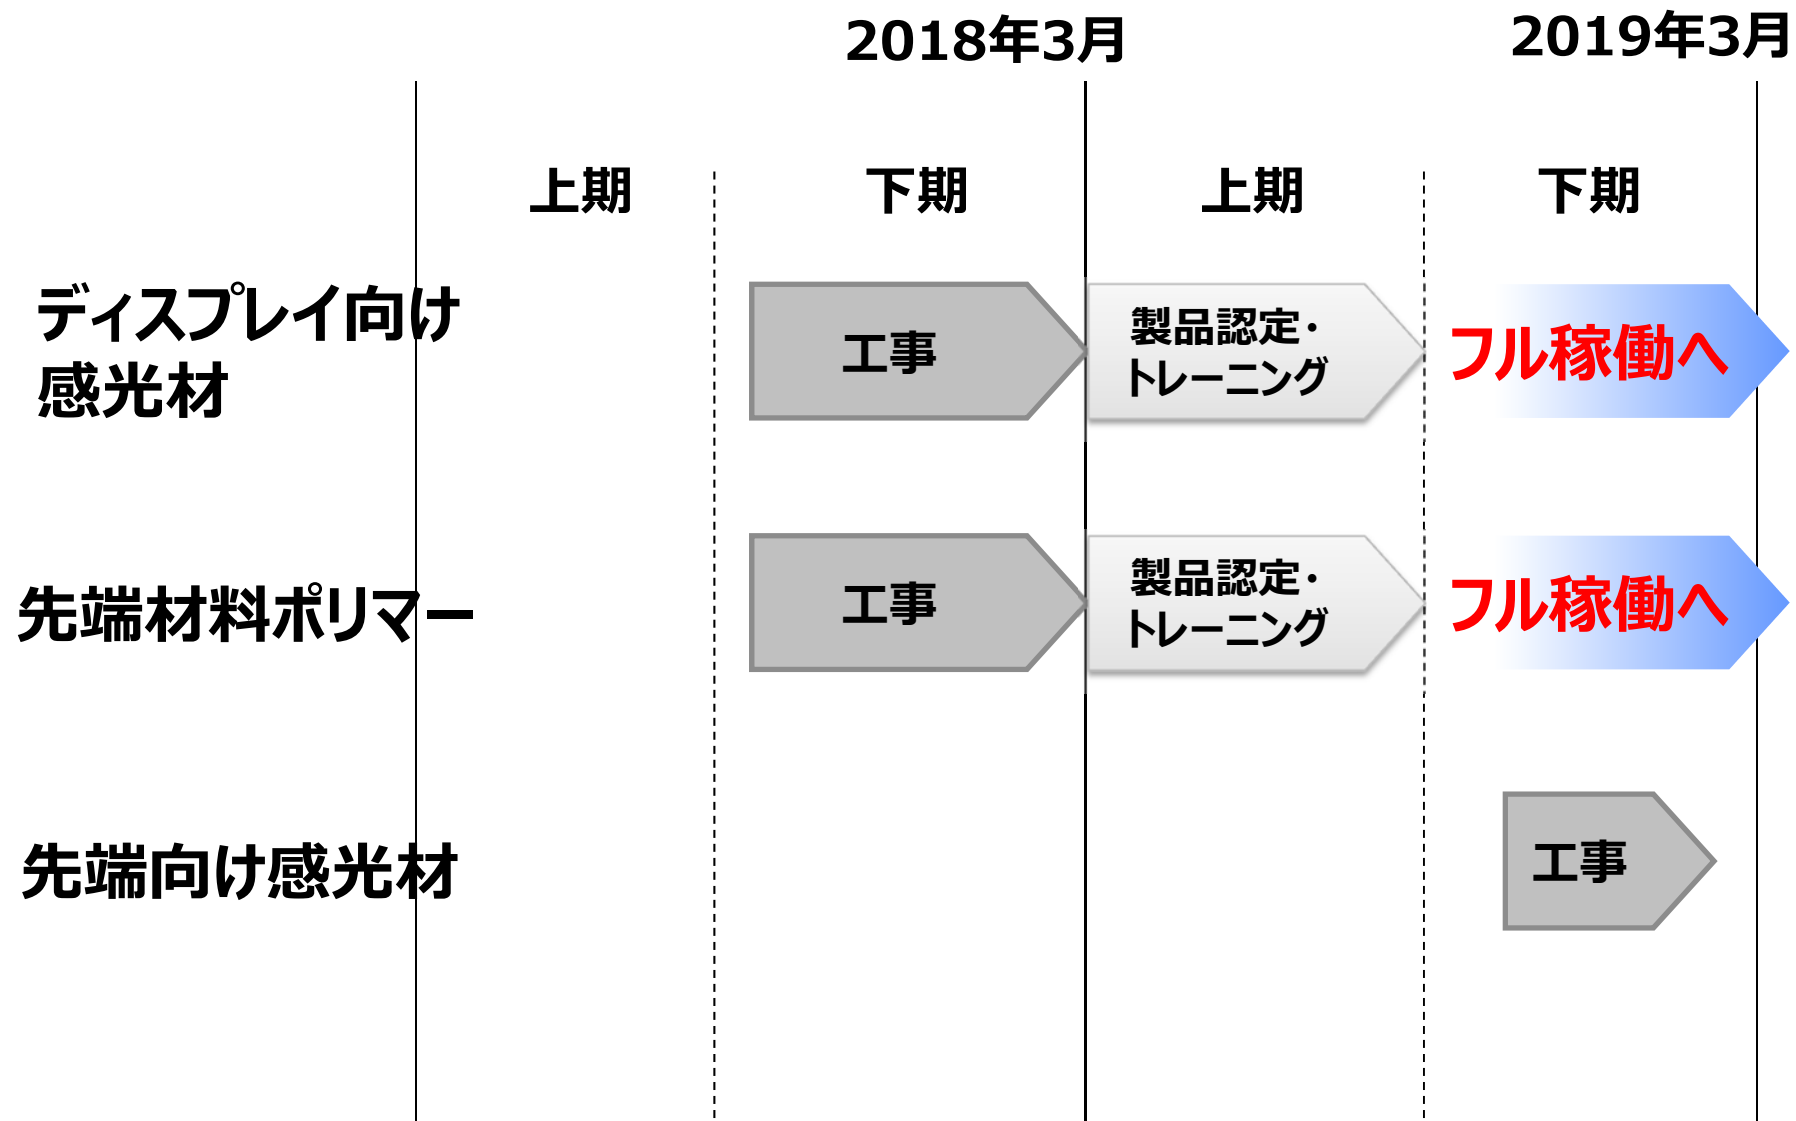 2018年3月
2019年3月
上期
下期
上期
下期
ディスプレイ向け
感光材
工事
製品認定・
トレーニング
フル稼働へ
先端材料ポリマー
工事
製品認定・
トレーニング
フル稼働へ
先端向け感光材
工事